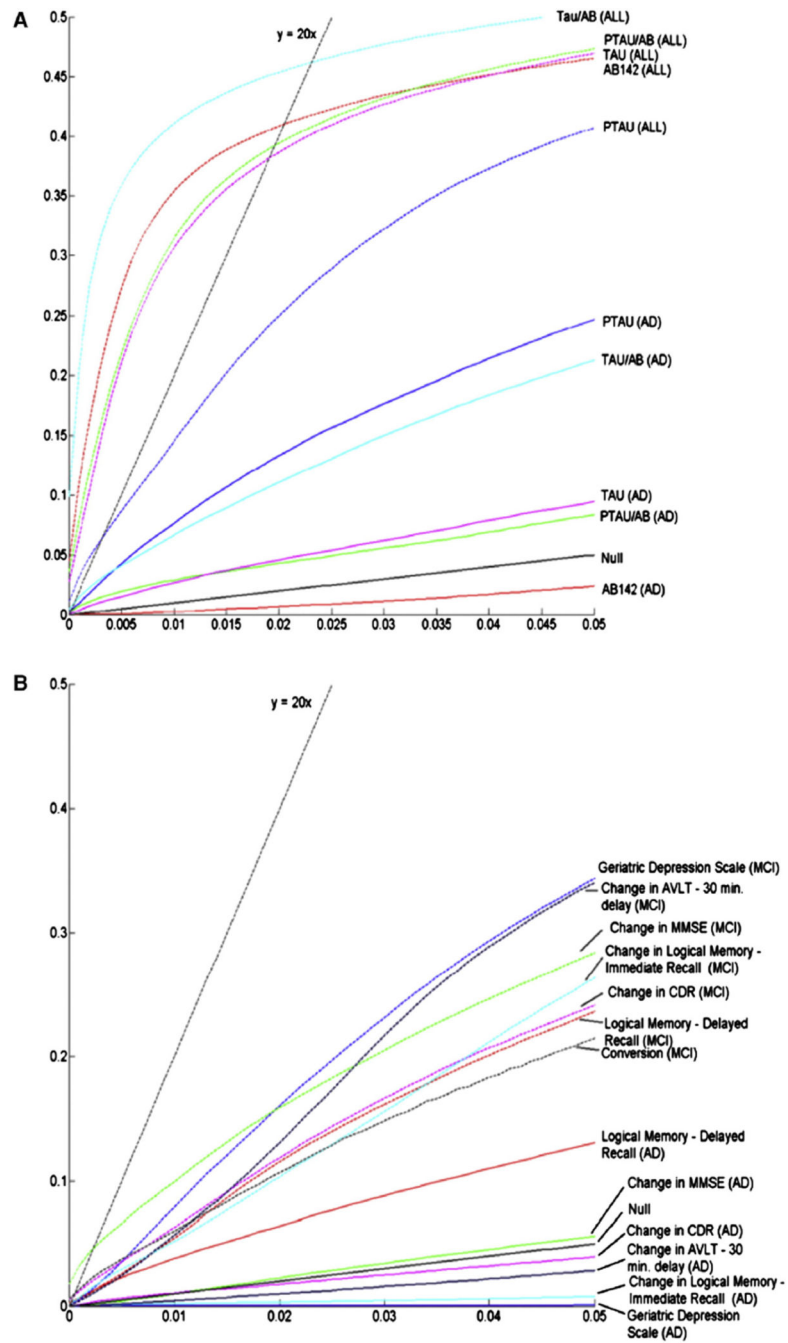 A
0.5
0.45
0.4
0.3
0.25
0.2
0.15
0.1
0.05
0
y = 20x
Tau/AB (ALL)
PTAU/AB (ALL)
TAU (ALL)
AB142 (ALL)
PTAU (ALL)
PTAU (AD)
TAU/AB (AD)
TAU (AD)
PTAU/AB (AD)
Null
AB142 (AD)
0 0.005 0.01 0.015 0.02 0.025 0.03 0.035 0.04 0.045 0.05
B
0.5
0.4
0.3
0.2
0.1
0
y = 20x
Geriatric Depression Scale (MCI)
Change in AVLT - 30 min.
delay (MCI)
Change in MMSE (MCI)
Change in Logical Memory -
Immediate Recall (MCI)
Change in CDR (MCI)
Logical Memory - Delayed
Recall (MCI)
Conversion (MCI)
Logical Memory - Delayed
Recall (AD)
Change in MMSE (AD)
Null
Change in CDR (AD)
Change in AVLT - 30
min. delay (AD)
Change in Logical Memory -
Immediate Recall (AD)
Geriatric Depression
Scale (AD)
0 0.01 0.02 0.03 0.04 0.05